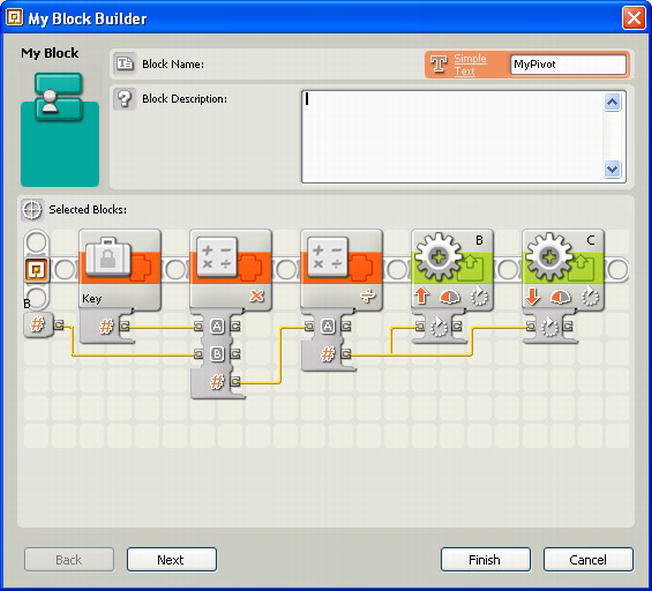 My Block Builder
My Block
Block Name:
Simple
Text
MyPivot
Block Description:
Selected Blocks:
B
C
B
Key
#
#
A
B
#
A
#
Back
Next
Finish
Cancel